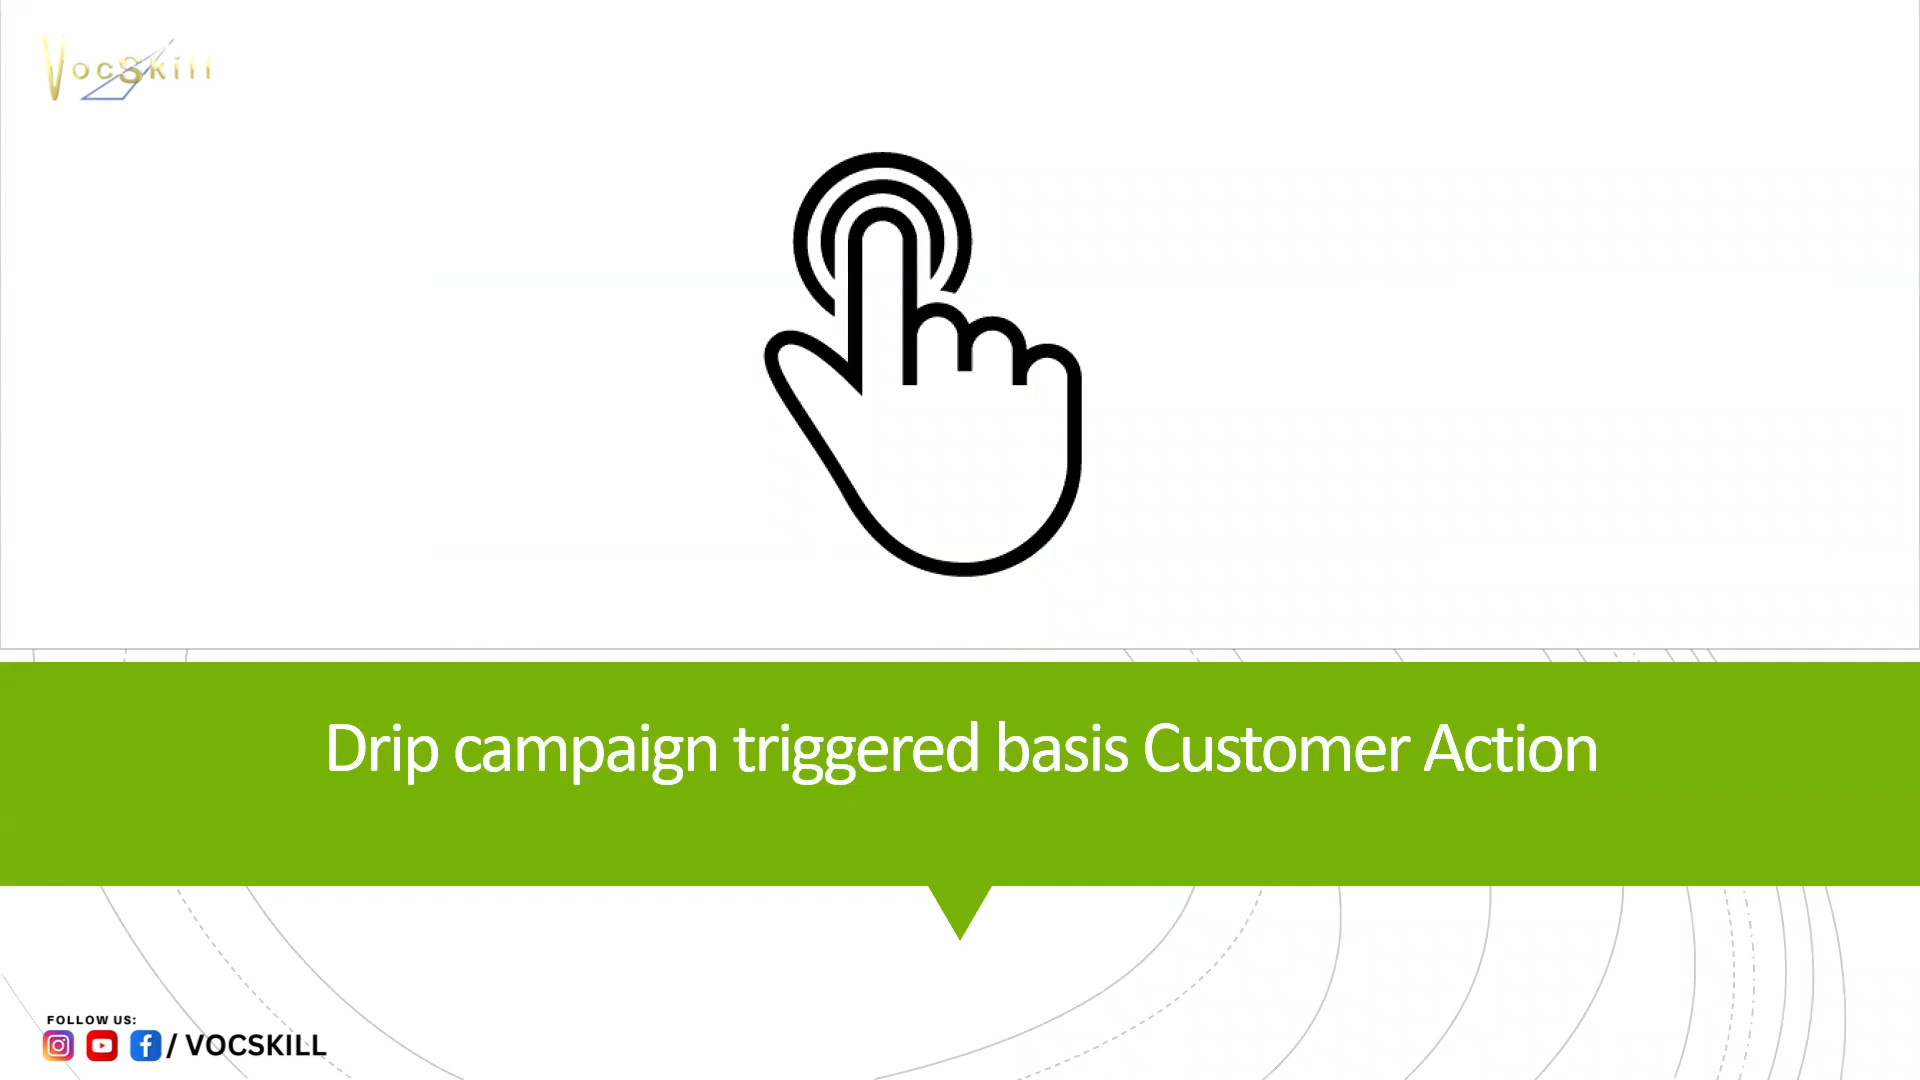 VocSkill
Drip campaign triggered basis Customer Action
FOLLOW US:
/ VOCSKILL